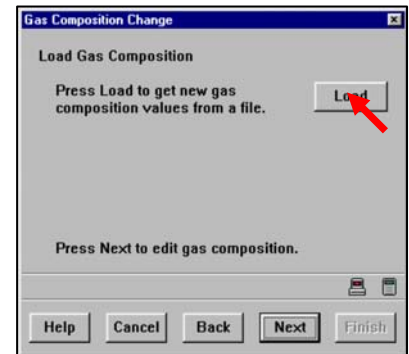 Gas Composition Change
Load Gas Composition
Press Load to get new gas
composition values from a file.
Load
Press Next to edit gas composition.
Help Cancel Back Next Finish